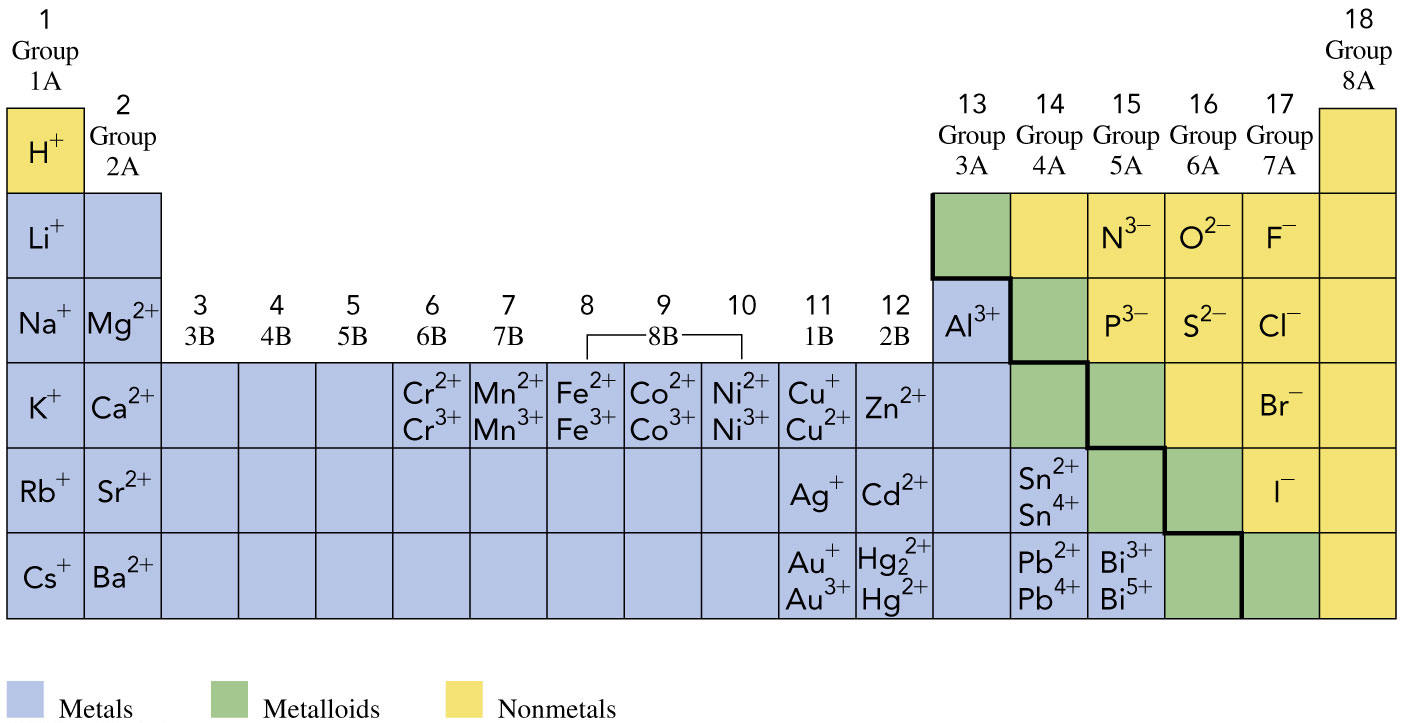 1
Group
1A
18
Group
8A
2
Group
2A
13 14 15 16 17
Group Group Group Group Group
3A 4A 5A 6A 7A
H⁺
Li⁺ N³⁻ O²⁻ F⁻
3 4 5 6 7 8 9 10 11 12
3B 4B 5B 6B 7B 8B 1B 2B
Na⁺ Mg²⁺ Al³⁺ P³⁻ S²⁻ Cl⁻
K⁺ Ca²⁺ Cr²⁺ Mn²⁺ Fe²⁺ Co²⁺ Ni²⁺ Cu⁺ Zn²⁺ Br⁻
Cr³⁺ Mn³⁺ Fe³⁺ Co³⁺ Ni³⁺ Cu²⁺
Rb⁺ Sr²⁺ Ag⁺ Cd²⁺ Sn²⁺ I⁻
Sn⁴⁺
Cs⁺ Ba²⁺ Au⁺ Hg₂²⁺ Pb²⁺ Bi³⁺
Au³⁺ Hg²⁺ Pb⁴⁺ Bi⁵⁺
Metals Metalloids Nonmetals